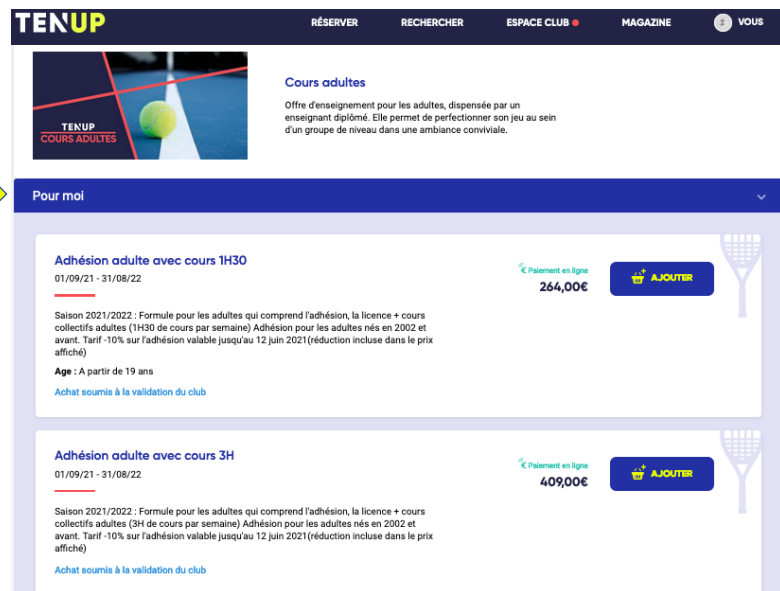 TENUP
RÉSERVER
RECHERCHER
ESPACE CLUB
MAGAZINE
VOUS
TENUP
COURS ADULTES
Cours adultes
Offre d'enseignement pour les adultes, dispensée par un
enseignant diplômé. Elle permet de perfectionner son jeu au sein
d'un groupe de niveau dans une ambiance conviviale.
Pour moi
Adhésion adulte avec cours 1H30
01/09/21 - 31/08/22
€ Paiement en ligne
264,00€
AJOUTER
Saison 2021/2022 : Formule pour les adultes qui comprend l'adhésion, la licence + cours
collectifs adultes (1H30 de cours par semaine) Adhésion pour les adultes nés en 2002 et
avant. Tarif -10% sur l'adhésion valable jusqu'au 12 juin 2021(réduction incluse dans le prix
affiché)
Age : A partir de 19 ans
Achat soumis à la validation du club
Adhésion adulte avec cours 3H
01/09/21 - 31/08/22
€ Paiement en ligne
409,00€
AJOUTER
Saison 2021/2022 : Formule pour les adultes qui comprend l'adhésion, la licence + cours
collectifs adultes (3H de cours par semaine) Adhésion pour les adultes nés en 2002 et
avant. Tarif -10% sur l'adhésion valable jusqu'au 12 juin 2021(réduction incluse dans le prix
affiché)
Achat soumis à la validation du club